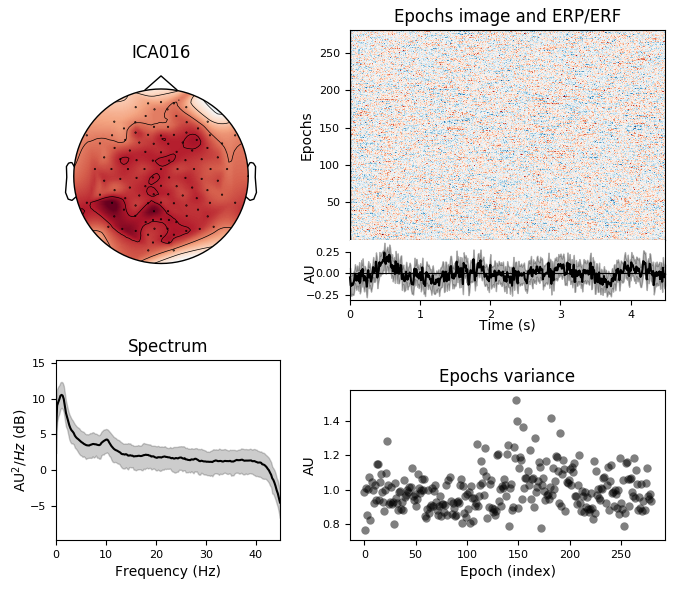 ICA016
Epochs image and ERP/ERF
Epochs
250
200
150
100
50
AU
0.25
0.00
−0.25
0 1 2 3 4
Time (s)
Spectrum
AU²/Hz (dB)
15
10
5
0
−5
0 10 20 30 40
Frequency (Hz)
Epochs variance
AU
1.4
1.2
1.0
0.8
0 50 100 150 200 250
Epoch (index)